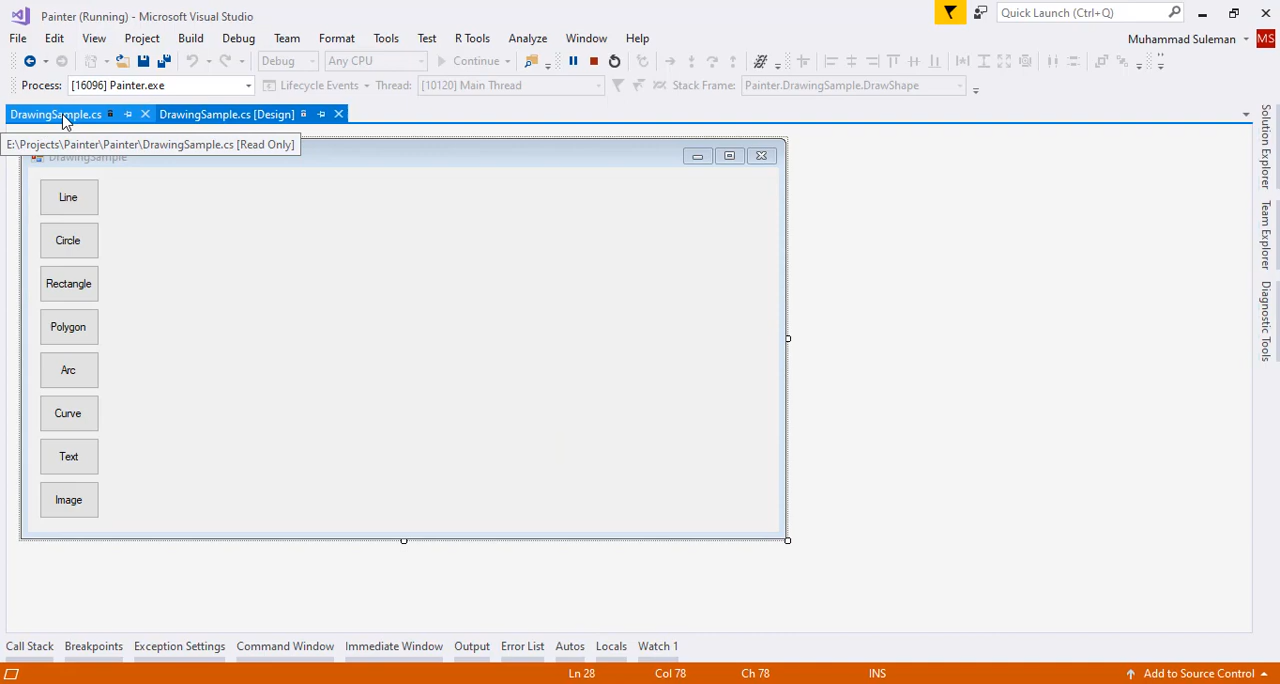 Painter (Running) - Microsoft Visual Studio
Quick Launch (Ctrl+Q)
File Edit View Project Build Debug Team Format Tools Test R Tools Analyze Window Help
Muhammad Suleman MS
Debug Any CPU Continue
Process: [16096] Painter.exe Lifecycle Events Thread: [10120] Main Thread Stack Frame: Painter.DrawingSample.DrawShape
DrawingSample.cs DrawingSample.cs [Design]
E:\Projects\Painter\Painter\DrawingSample.cs [Read Only]
DrawingSample
Line
Circle
Rectangle
Polygon
Arc
Curve
Text
Image
Solution Explorer
Team Explorer
Diagnostic Tools
Call Stack Breakpoints Exception Settings Command Window Immediate Window Output Error List Autos Locals Watch 1
Ln 28 Col 78 Ch 78 INS Add to Source Control